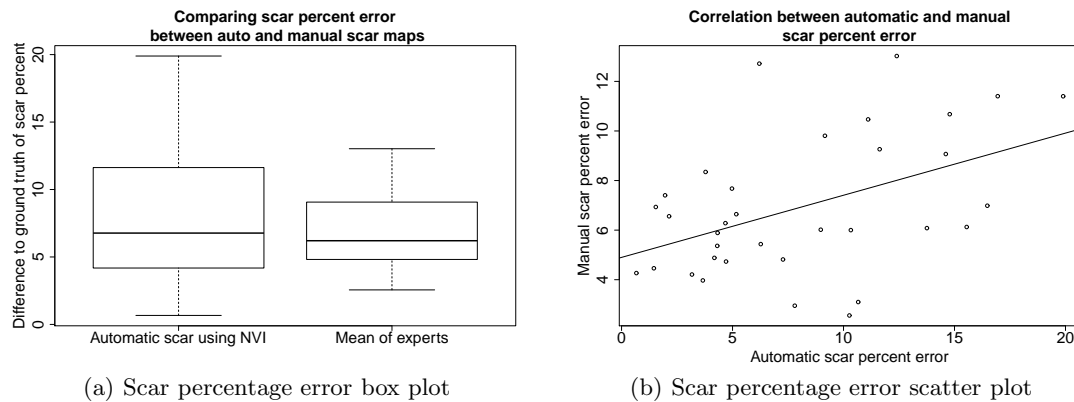 Comparing scar percent error
between auto and manual scar maps
Difference to ground truth of scar percent
20
15
10
5
0
Automatic scar using NVI
Mean of experts
(a) Scar percentage error box plot
Correlation between automatic and manual
scar percent error
Manual scar percent error
12
10
8
6
4
0
5
10
15
20
Automatic scar percent error
(b) Scar percentage error scatter plot